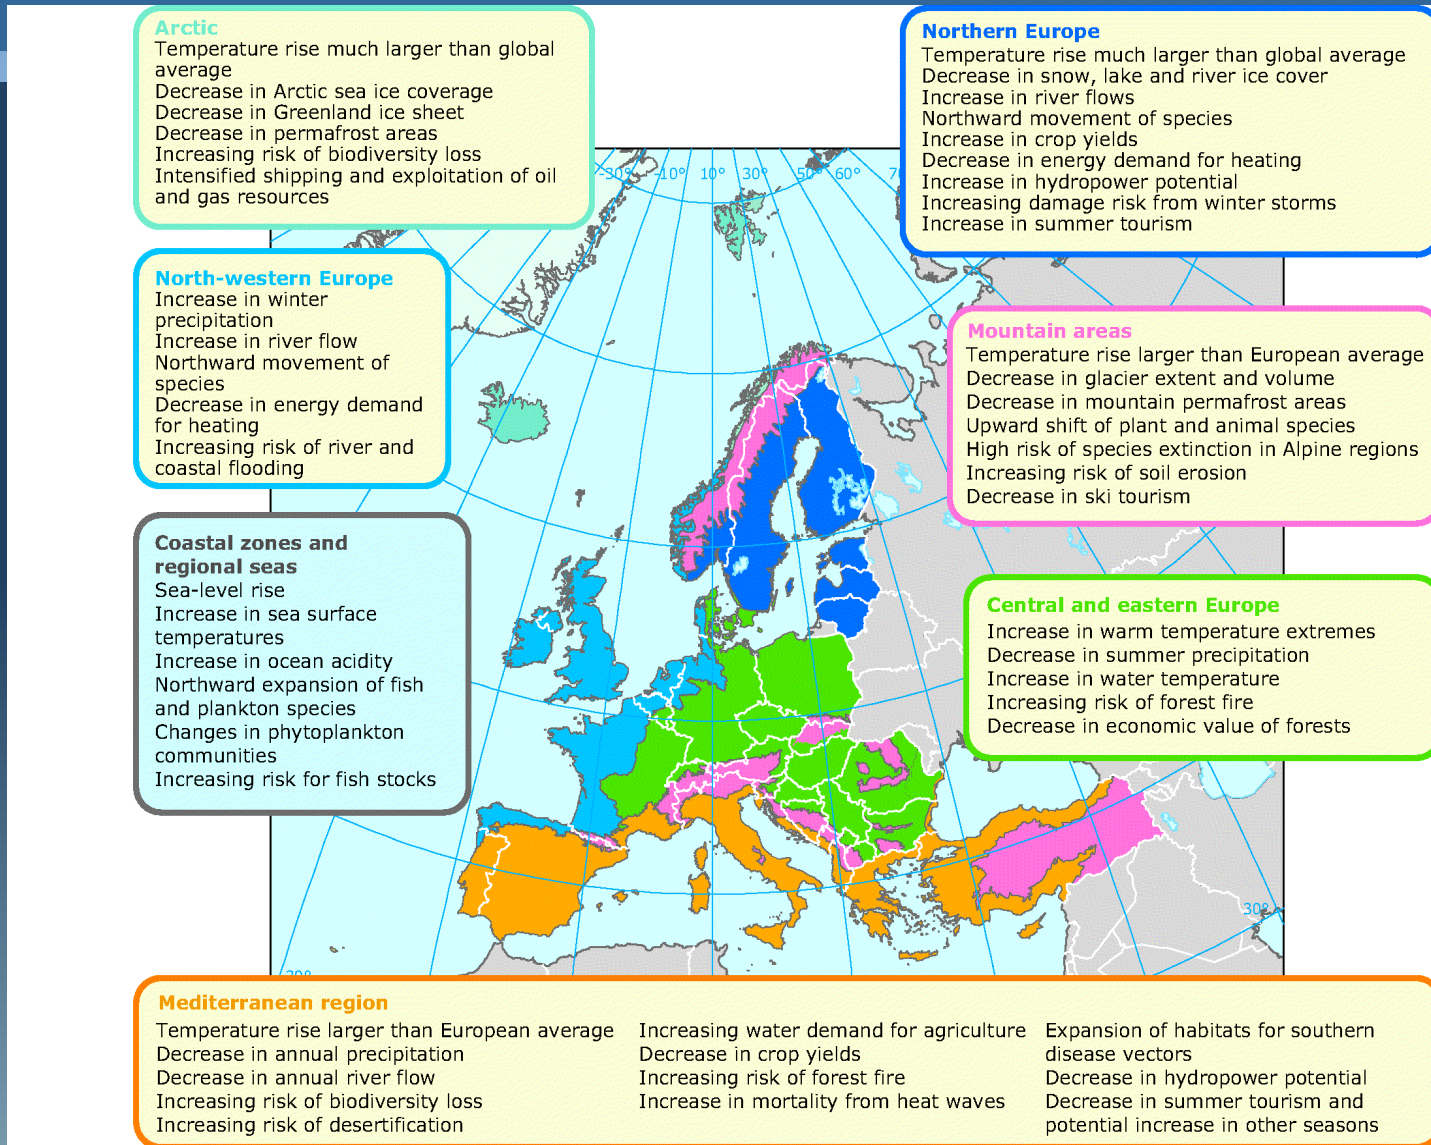 Arctic
Temperature rise much larger than global
average
Decrease in Arctic sea ice coverage
Decrease in Greenland ice sheet
Decrease in permafrost areas
Increasing risk of biodiversity loss
Intensified shipping and exploitation of oil
and gas resources
Northern Europe
Temperature rise much larger than global average
Decrease in snow, lake and river ice cover
Increase in river flows
Northward movement of species
Increase in crop yields
Decrease in energy demand for heating
Increase in hydropower potential
Increasing damage risk from winter storms
Increase in summer tourism
-30° -10° 10° 30° 50° 60°
North-western Europe
Increase in winter
precipitation
Increase in river flow
Northward movement of
species
Decrease in energy demand
for heating
Increasing risk of river and
coastal flooding
Mountain areas
Temperature rise larger than European average
Decrease in glacier extent and volume
Decrease in mountain permafrost areas
Upward shift of plant and animal species
High risk of species extinction in Alpine regions
Increasing risk of soil erosion
Decrease in ski tourism
Coastal zones and
regional seas
Sea-level rise
Increase in sea surface
temperatures
Increase in ocean acidity
Northward expansion of fish
and plankton species
Changes in phytoplankton
communities
Increasing risk for fish stocks
Central and eastern Europe
Increase in warm temperature extremes
Decrease in summer precipitation
Increase in water temperature
Increasing risk of forest fire
Decrease in economic value of forests
30°
Mediterranean region
Temperature rise larger than European average
Decrease in annual precipitation
Decrease in annual river flow
Increasing risk of biodiversity loss
Increasing risk of desertification
Increasing water demand for agriculture
Decrease in crop yields
Increasing risk of forest fire
Increase in mortality from heat waves
Expansion of habitats for southern
disease vectors
Decrease in hydropower potential
Decrease in summer tourism and
potential increase in other seasons